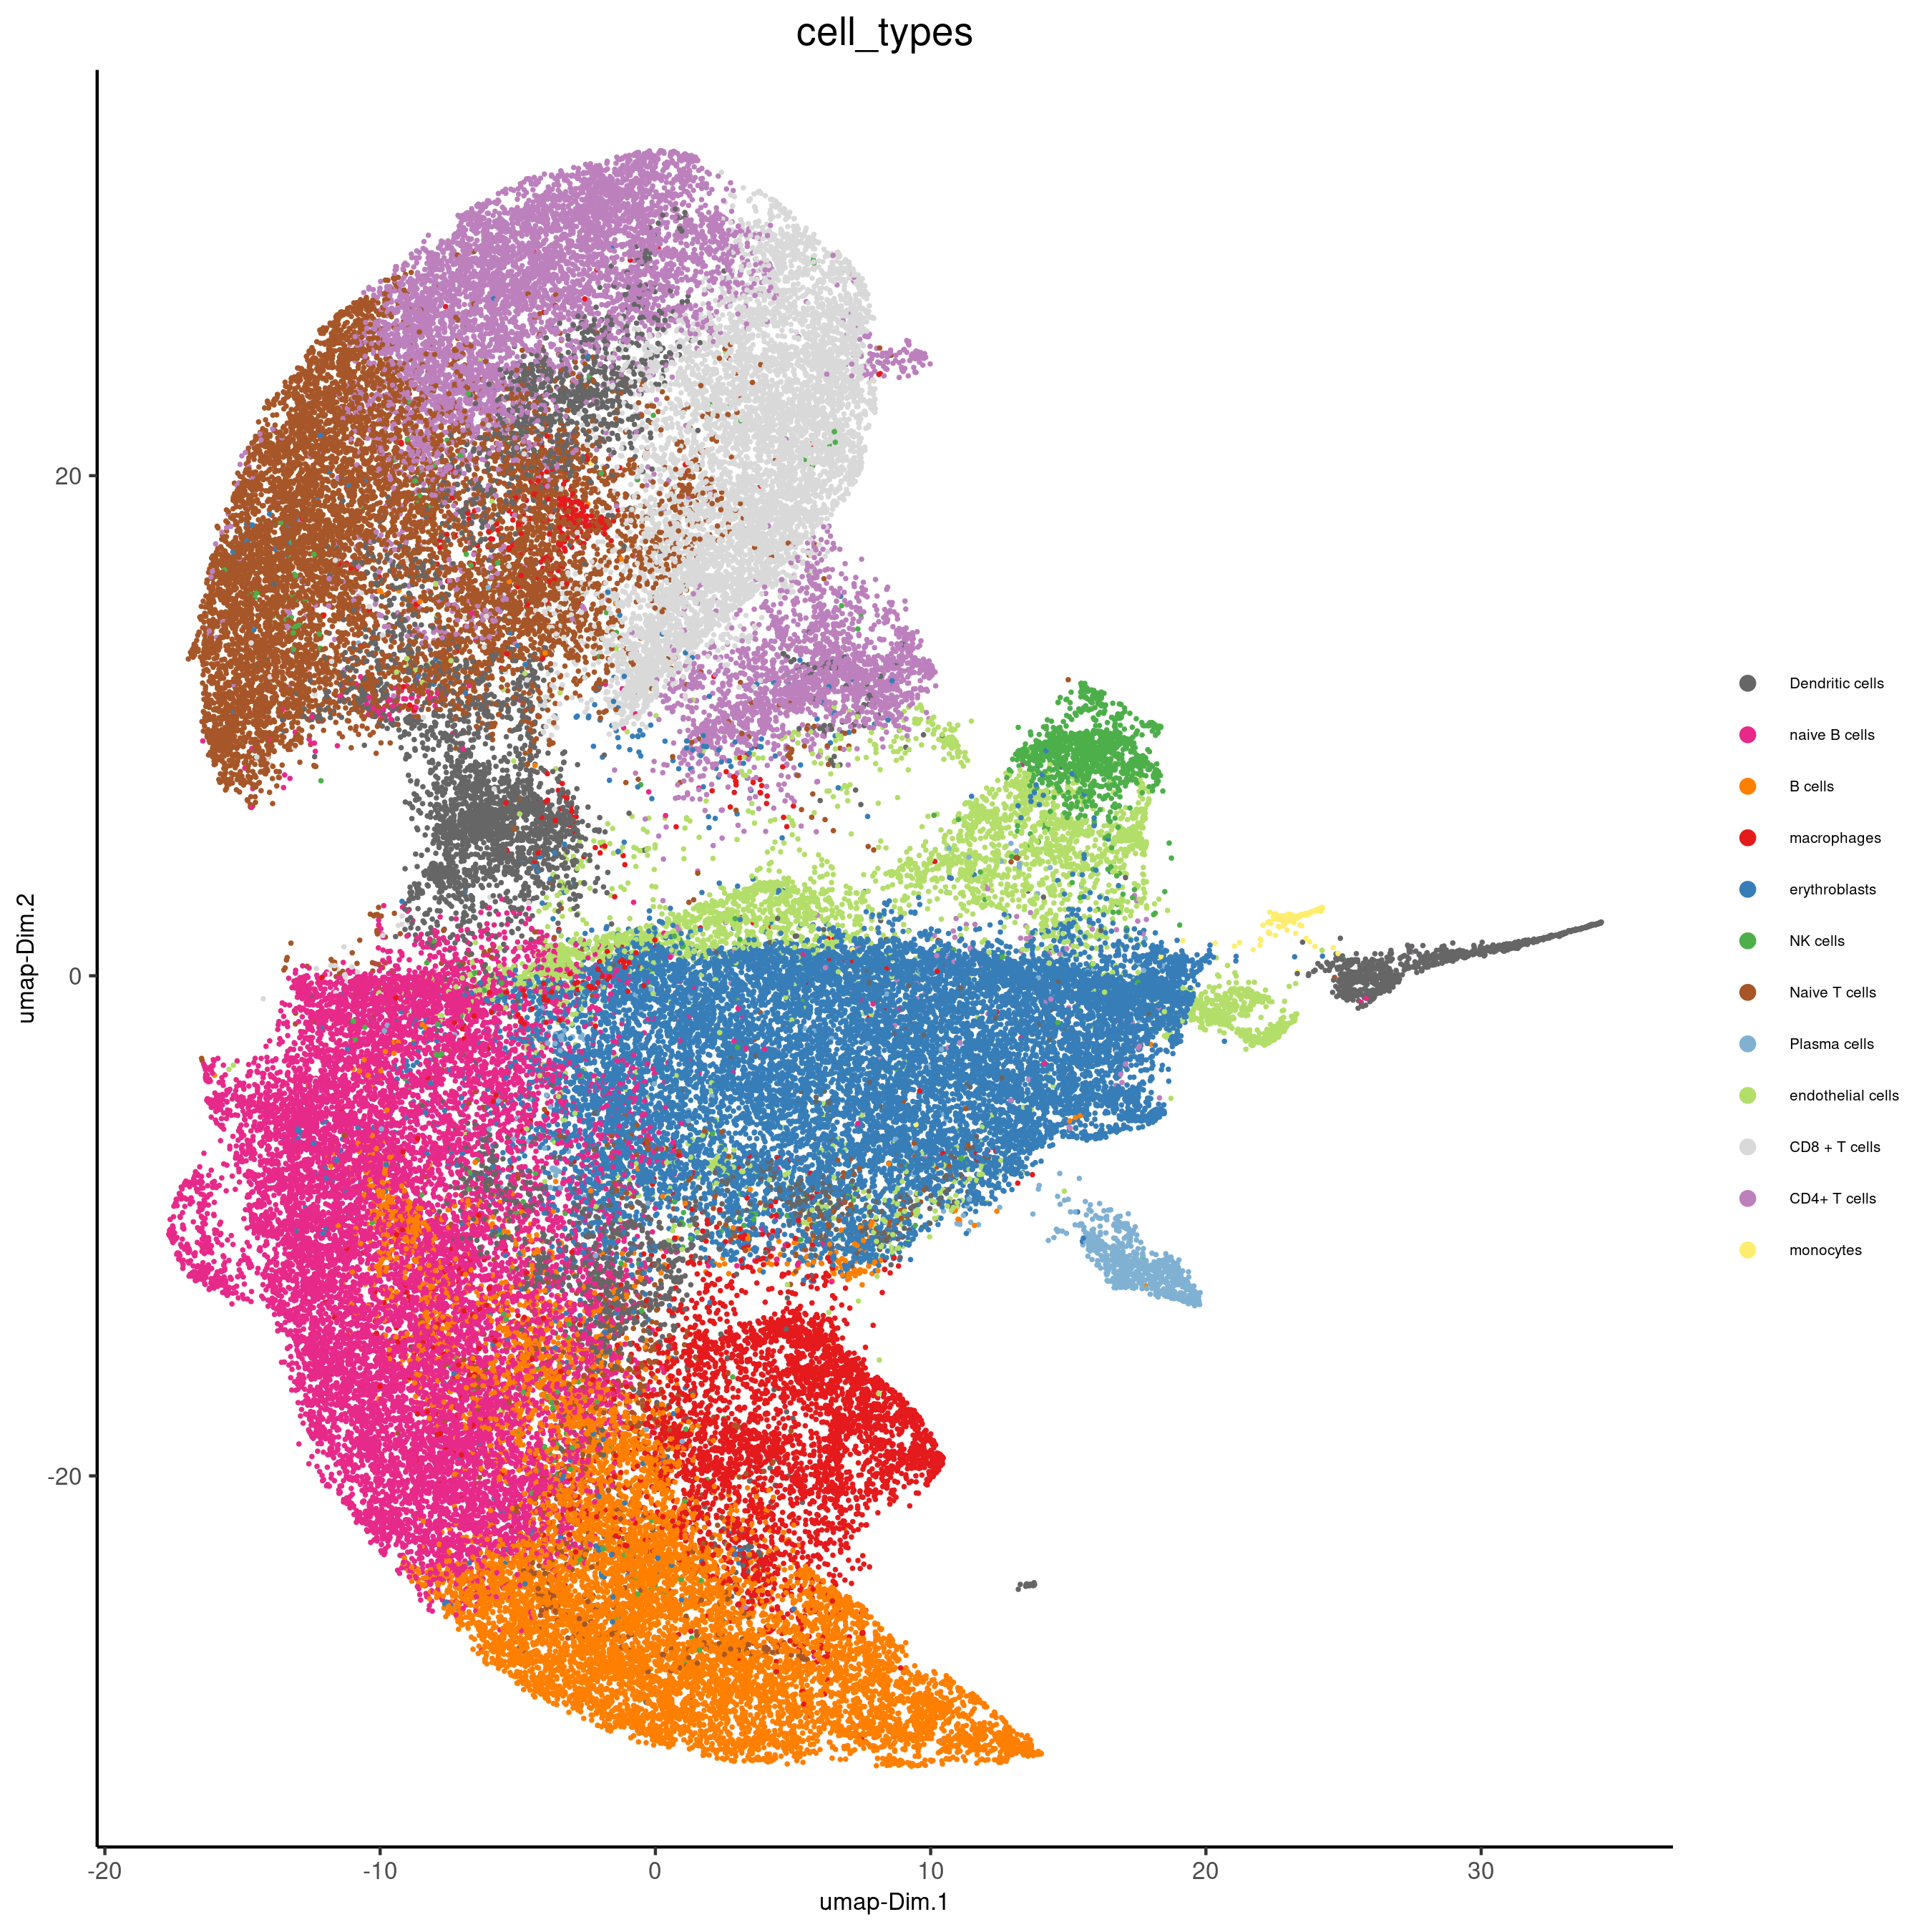 cell_types
umap-Dim.2
20
0
-20
-20
-10
0
10
20
30
umap-Dim.1
Dendritic cells
naive B cells
B cells
macrophages
erythroblasts
NK cells
Naive T cells
Plasma cells
endothelial cells
CD8 + T cells
CD4+ T cells
monocytes